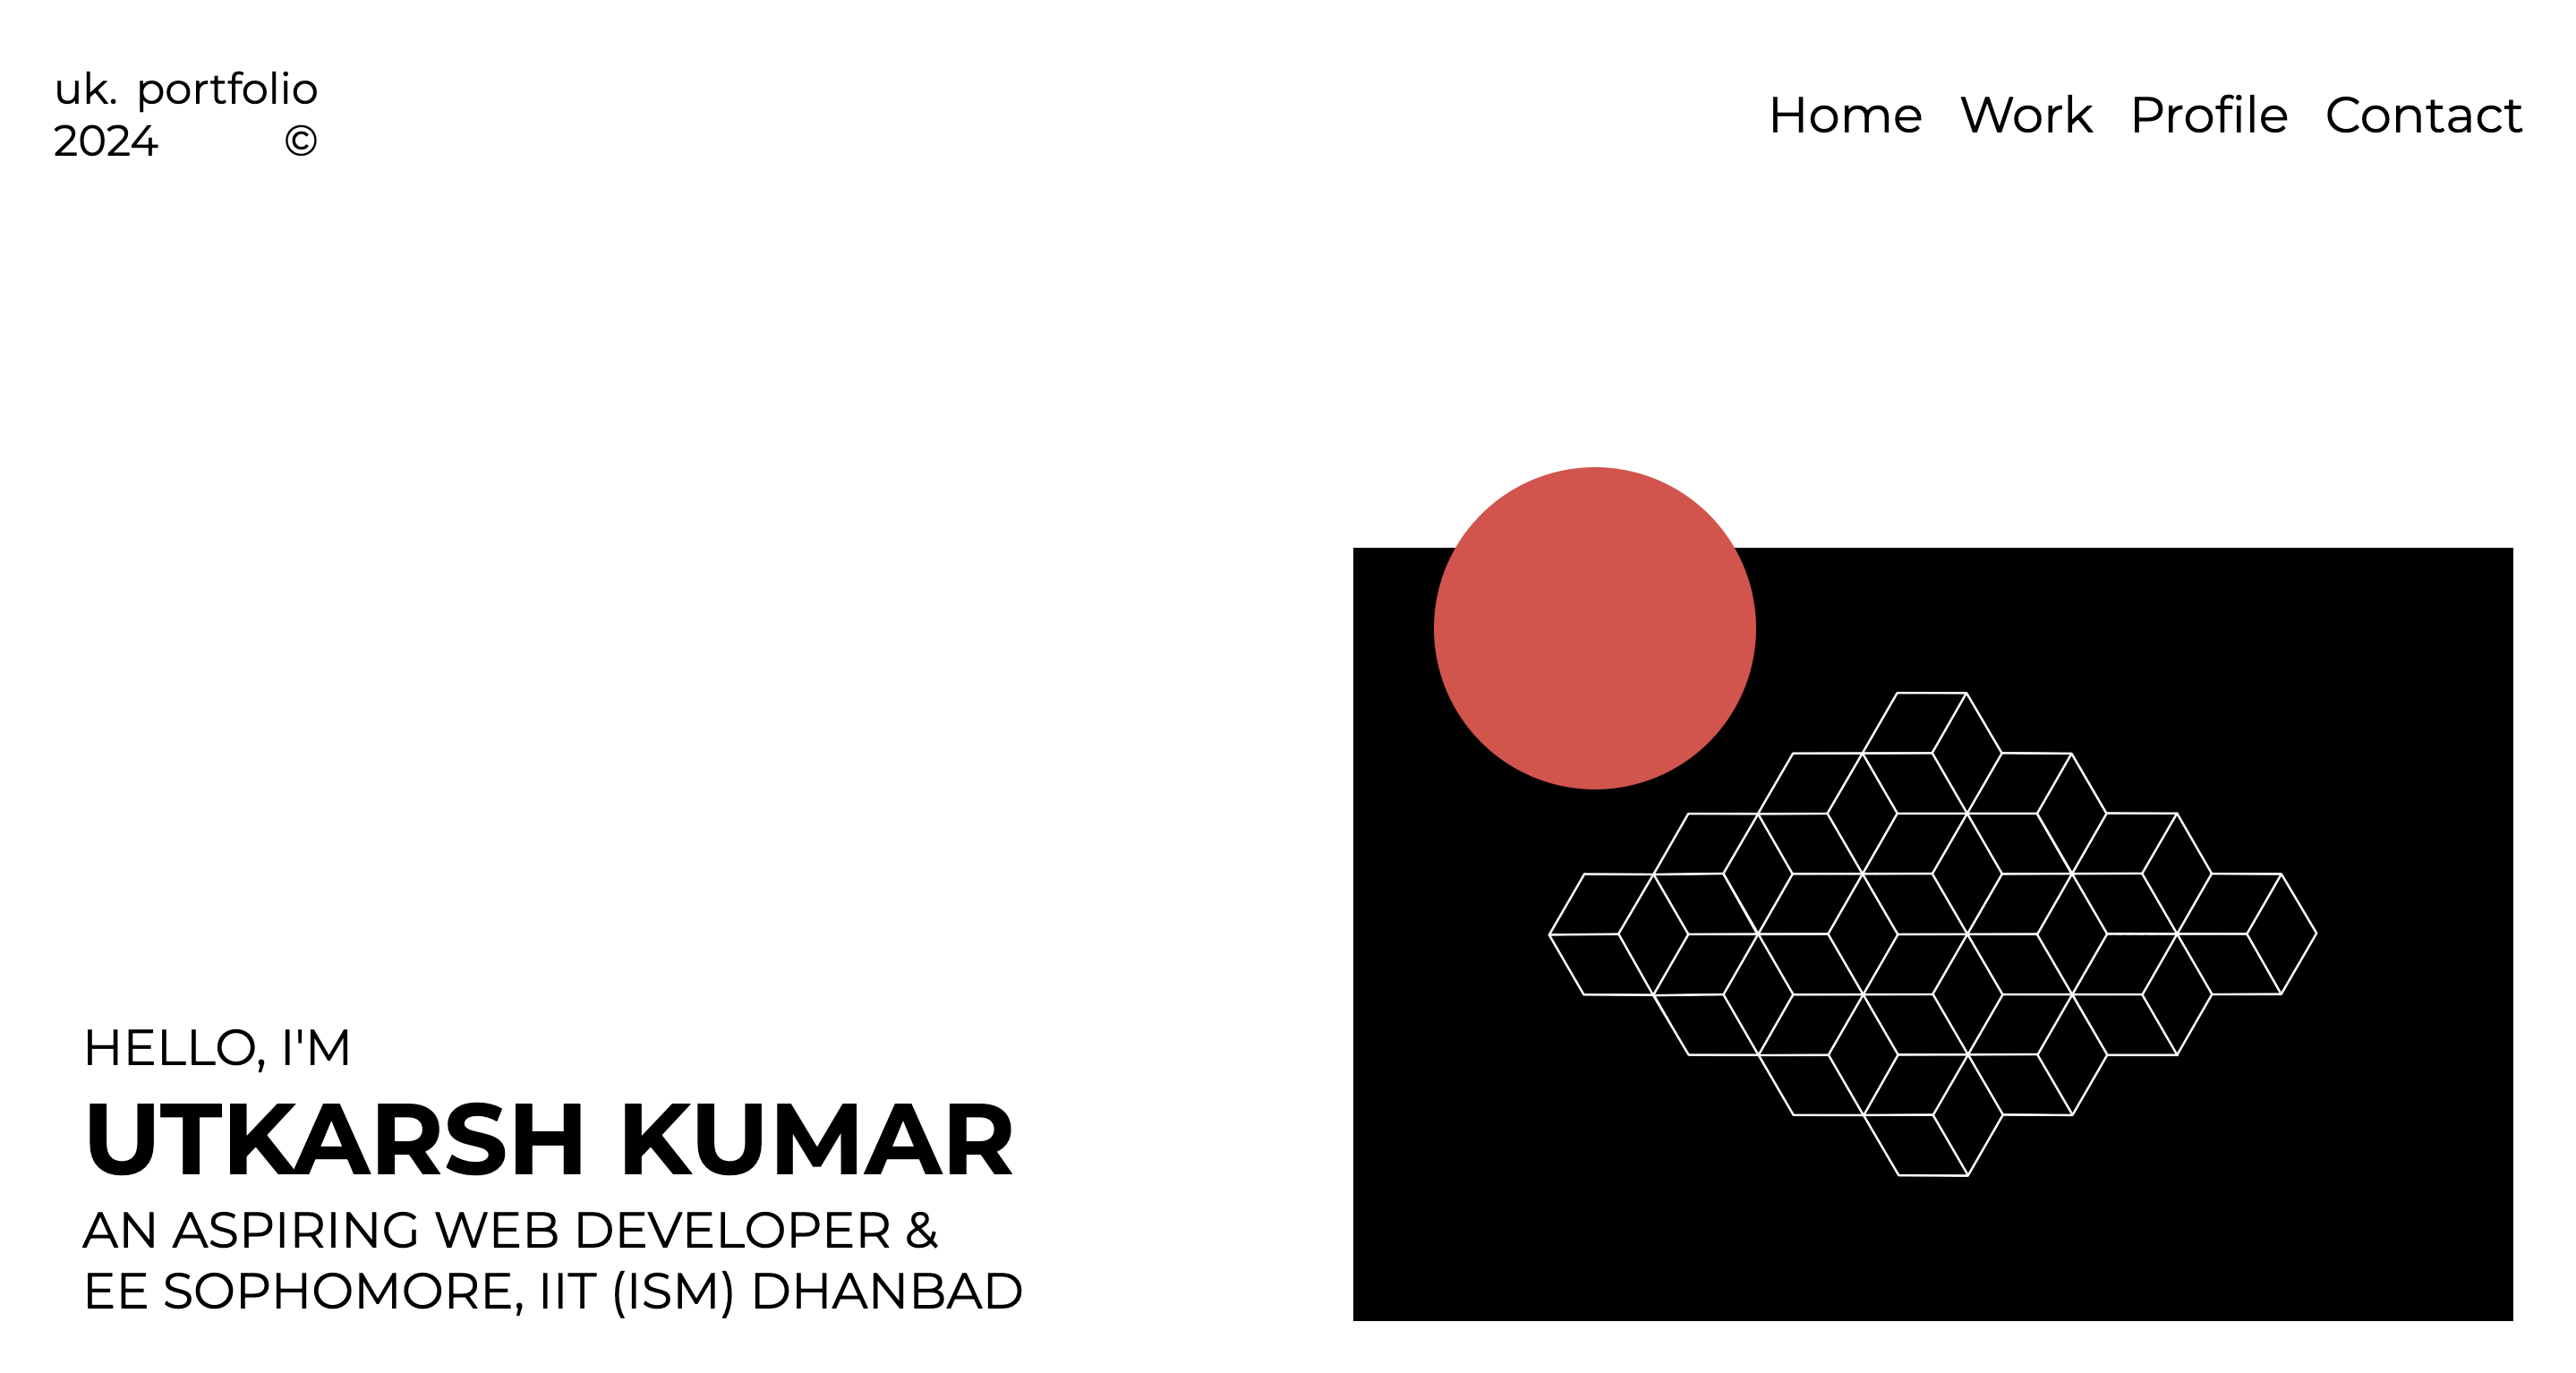 uk. portfolio
2024 ©
Home Work Profile Contact
HELLO, I'M
UTKARSH KUMAR
AN ASPIRING WEB DEVELOPER &
EE SOPHOMORE, IIT (ISM) DHANBAD